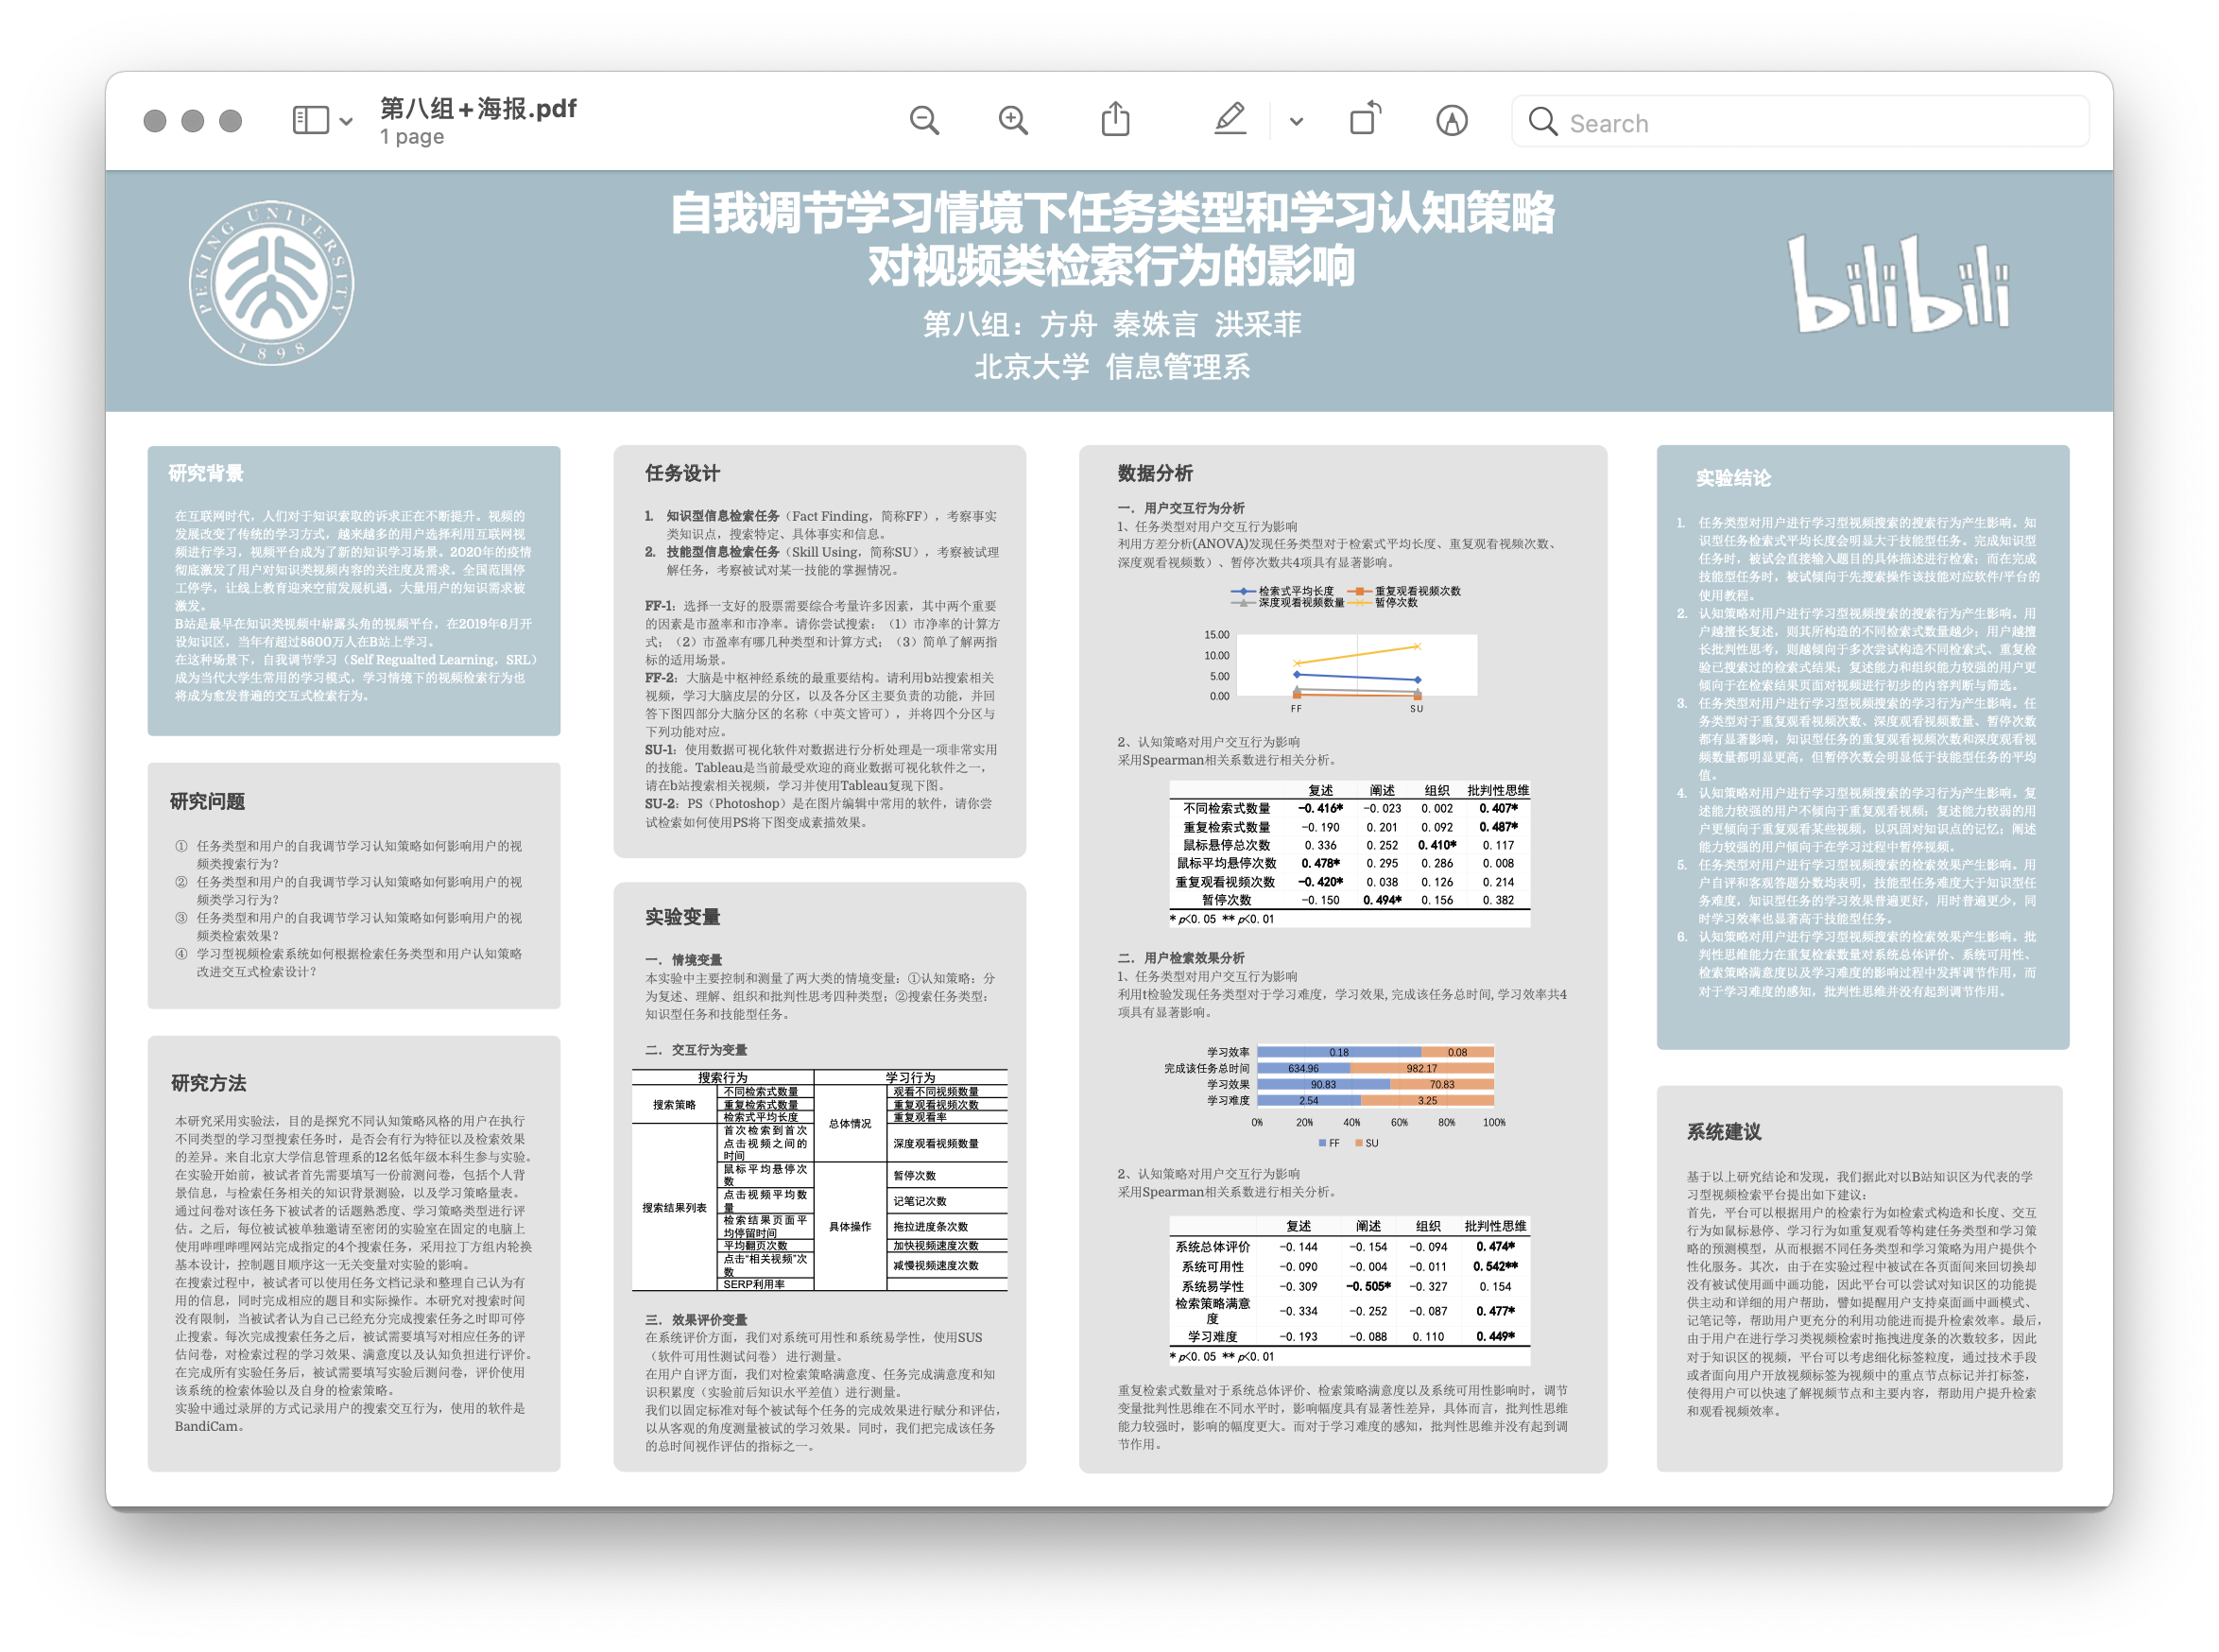 第八组+海报.pdf
1 page
Search
PEKING UNIVERSITY
1898
自我调节学习情境下任务类型和学习认知策略
对视频类检索行为的影响
第八组：方舟 秦姝言 洪采菲
北京大学 信息管理系
bilibili
研究背景
在互联网时代，人们对于知识索取的诉求正在不断提升。视频的
发展改变了传统的学习方式，越来越多的用户选择利用互联网视
频进行学习，视频平台成为了新的知识学习场景。2020年的疫情
彻底激发了用户对知识类视频内容的关注度及需求。全国范围停
工停学，让线上教育迎来空前发展机遇，大量用户的知识需求被
激发。
B站是最早在知识类视频中崭露头角的视频平台，在2019年6月开
设知识区，当年有超过8600万人在B站上学习。
在这种场景下，自我调节学习（Self Regualted Learning，SRL）
成为当代大学生常用的学习模式，学习情境下的视频检索行为也
将成为愈发普遍的交互式检索行为。
研究问题
① 任务类型和用户的自我调节学习认知策略如何影响用户的视
频类搜索行为？
② 任务类型和用户的自我调节学习认知策略如何影响用户的视
频类学习行为？
③ 任务类型和用户的自我调节学习认知策略如何影响用户的视
频类检索效果？
④ 学习型视频检索系统如何根据检索任务类型和用户认知策略
改进交互式检索设计？
研究方法
本研究采用实验法，目的是探究不同认知策略风格的用户在执行
不同类型的学习型搜索任务时，是否会有行为特征以及检索效果
的差异。来自北京大学信息管理系的12名低年级本科生参与实验。
在实验开始前，被试者首先需要填写一份前测问卷，包括个人背
景信息，与检索任务相关的知识背景测验，以及学习策略量表。
通过问卷对该任务下被试者的话题熟悉度、学习策略类型进行评
估。之后，每位被试被单独邀请至密闭的实验室在固定的电脑上
使用哔哩哔哩网站完成指定的4个搜索任务，采用拉丁方组内轮换
基本设计，控制题目顺序这一无关变量对实验的影响。
在搜索过程中，被试者可以使用任务文档记录和整理自己认为有
用的信息，同时完成相应的题目和实际操作。本研究对搜索时间
没有限制，当被试者认为自己已经充分完成搜索任务之时即可停
止搜索。每次完成搜索任务之后，被试需要填写对相应任务的评
估问卷，对检索过程的学习效果、满意度以及认知负担进行评价。
在完成所有实验任务后，被试需要填写实验后测问卷，评价使用
该系统的检索体验以及自身的检索策略。
实验中通过录屏的方式记录用户的搜索交互行为，使用的软件是
BandiCam。
任务设计
1. 知识型信息检索任务（Fact Finding，简称FF），考察事实
类知识点，搜索特定、具体事实和信息。
2. 技能型信息检索任务（Skill Using，简称SU），考察被试理
解任务，考察被试对某一技能的掌握情况。
FF-1：选择一支好的股票需要综合考量许多因素，其中两个重要
的因素是市盈率和市净率。请你尝试搜索：（1）市净率的计算方
式；（2）市盈率有哪几种类型和计算方式；（3）简单了解两指
标的适用场景。
FF-2：大脑是中枢神经系统的最重要结构。请利用b站搜索相关
视频，学习大脑皮层的分区，以及各分区主要负责的功能，并回
答下图四部分大脑分区的名称（中英文皆可），并将四个分区与
下列功能对应。
SU-1：使用数据可视化软件对数据进行分析处理是一项非常实用
的技能。Tableau是当前最受欢迎的商业数据可视化软件之一，
请在b站搜索相关视频，学习并使用Tableau复现下图。
SU-2：PS（Photoshop）是在图片编辑中常用的软件，请你尝
试检索如何使用PS将下图变成素描效果。
实验变量
一．情境变量
本实验中主要控制和测量了两大类的情境变量：①认知策略：分
为复述、理解、组织和批判性思考四种类型；②搜索任务类型：
知识型任务和技能型任务。
二．交互行为变量
搜索行为 学习行为
搜索策略 不同检索式数量 总体情况 观看不同视频数量
重复检索式数量 重复观看视频次数
检索式平均长度 重复观看率
搜索结果列表 首次检索到首次
点击视频之间的 深度观看视频数量
时间
鼠标平均悬停次
数 具体操作 暂停次数
点击视频平均数
量 记笔记次数
检索结果页面平
均停留时间 拖拉进度条次数
平均翻页次数 加快视频速度次数
点击“相关视频”次
数 减慢视频速度次数
SERP利用率
三．效果评价变量
在系统评价方面，我们对系统可用性和系统易学性，使用SUS
（软件可用性测试问卷） 进行测量。
在用户自评方面，我们对检索策略满意度、任务完成满意度和知
识积累度（实验前后知识水平差值）进行测量。
我们以固定标准对每个被试每个任务的完成效果进行赋分和评估，
以从客观的角度测量被试的学习效果。同时，我们把完成该任务
的总时间视作评估的指标之一。
数据分析
一．用户交互行为分析
1、任务类型对用户交互行为影响
利用方差分析(ANOVA)发现任务类型对于检索式平均长度、重复观看视频次数、
深度观看视频数）、暂停次数共4项具有显著影响。
检索式平均长度 重复观看视频次数
深度观看视频数量 暂停次数
15.00
10.00
5.00
0.00
FF SU
2、认知策略对用户交互行为影响
采用Spearman相关系数进行相关分析。
复述 阐述 组织 批判性思维
不同检索式数量 -0.416* -0.023 0.002 0.407*
重复检索式数量 -0.190 0.201 0.092 0.487*
鼠标悬停总次数 0.336 0.252 0.410* 0.117
鼠标平均悬停次数 0.478* 0.295 0.286 0.008
重复观看视频次数 -0.420* 0.038 0.126 0.214
暂停次数 -0.150 0.494* 0.156 0.382
* p<0.05 ** p<0.01
二．用户检索效果分析
1、任务类型对用户交互行为影响
利用t检验发现任务类型对于学习难度，学习效果, 完成该任务总时间, 学习效率共4
项具有显著影响。
学习效率 0.18 0.08
完成该任务总时间 634.96 982.17
学习效果 90.83 70.83
学习难度 2.54 3.25
0% 20% 40% 60% 80% 100%
FF SU
2、认知策略对用户交互行为影响
采用Spearman相关系数进行相关分析。
复述 阐述 组织 批判性思维
系统总体评价 -0.144 -0.154 -0.094 0.474*
系统可用性 -0.090 -0.004 -0.011 0.542**
系统易学性 -0.309 -0.505* -0.327 0.154
检索策略满意
度 -0.334 -0.252 -0.087 0.477*
学习难度 -0.193 -0.088 0.110 0.449*
* p<0.05 ** p<0.01
重复检索式数量对于系统总体评价、检索策略满意度以及系统可用性影响时，调节
变量批判性思维在不同水平时，影响幅度具有显著性差异，具体而言，批判性思维
能力较强时，影响的幅度更大。而对于学习难度的感知，批判性思维并没有起到调
节作用。
实验结论
1. 任务类型对用户进行学习型视频搜索的搜索行为产生影响。知
识型任务检索式平均长度会明显大于技能型任务。完成知识型
任务时，被试会直接输入题目的具体描述进行检索；而在完成
技能型任务时，被试倾向于先搜索操作该技能对应软件/平台的
使用教程。
2. 认知策略对用户进行学习型视频搜索的搜索行为产生影响。用
户越擅长复述，则其所构造的不同检索式数量越少；用户越擅
长批判性思考，则越倾向于多次尝试构造不同检索式、重复检
验已搜索过的检索式结果；复述能力和组织能力较强的用户更
倾向于在检索结果页面对视频进行初步的内容判断与筛选。
3. 任务类型对用户进行学习型视频搜索的学习行为产生影响。任
务类型对于重复观看视频次数、深度观看视频数量、暂停次数
都有显著影响，知识型任务的重复观看视频次数和深度观看视
频数量都明显更高，但暂停次数会明显低于技能型任务的平均
值。
4. 认知策略对用户进行学习型视频搜索的学习行为产生影响。复
述能力较强的用户不倾向于重复观看视频；复述能力较弱的用
户更倾向于重复观看某些视频，以巩固对知识点的记忆；阐述
能力较强的用户倾向于在学习过程中暂停视频。
5. 任务类型对用户进行学习型视频搜索的检索效果产生影响。用
户自评和客观答题分数均表明，技能型任务难度大于知识型任
务难度，知识型任务的学习效果普遍更好，用时普遍更少，同
时学习效率也显著高于技能型任务。
6. 认知策略对用户进行学习型视频搜索的检索效果产生影响。批
判性思维能力在重复检索数量对系统总体评价、系统可用性、
检索策略满意度以及学习难度的影响过程中发挥调节作用，而
对于学习难度的感知，批判性思维并没有起到调节作用。
系统建议
基于以上研究结论和发现，我们据此对以B站知识区为代表的学
习型视频检索平台提出如下建议：
首先，平台可以根据用户的检索行为如检索式构造和长度、交互
行为如鼠标悬停、学习行为如重复观看等构建任务类型和学习策
略的预测模型，从而根据不同任务类型和学习策略为用户提供个
性化服务。其次，由于在实验过程中被试在各页面间来回切换却
没有被试使用画中画功能，因此平台可以尝试对知识区的功能提
供主动和详细的用户帮助，譬如提醒用户支持桌面画中画模式、
记笔记等，帮助用户更充分的利用功能进而提升检索效率。最后，
由于用户在进行学习类视频检索时拖拽进度条的次数较多，因此
对于知识区的视频，平台可以考虑细化标签粒度，通过技术手段
或者面向用户开放视频标签为视频中的重点节点标记并打标签，
使得用户可以快速了解视频节点和主要内容，帮助用户提升检索
和观看视频效率。